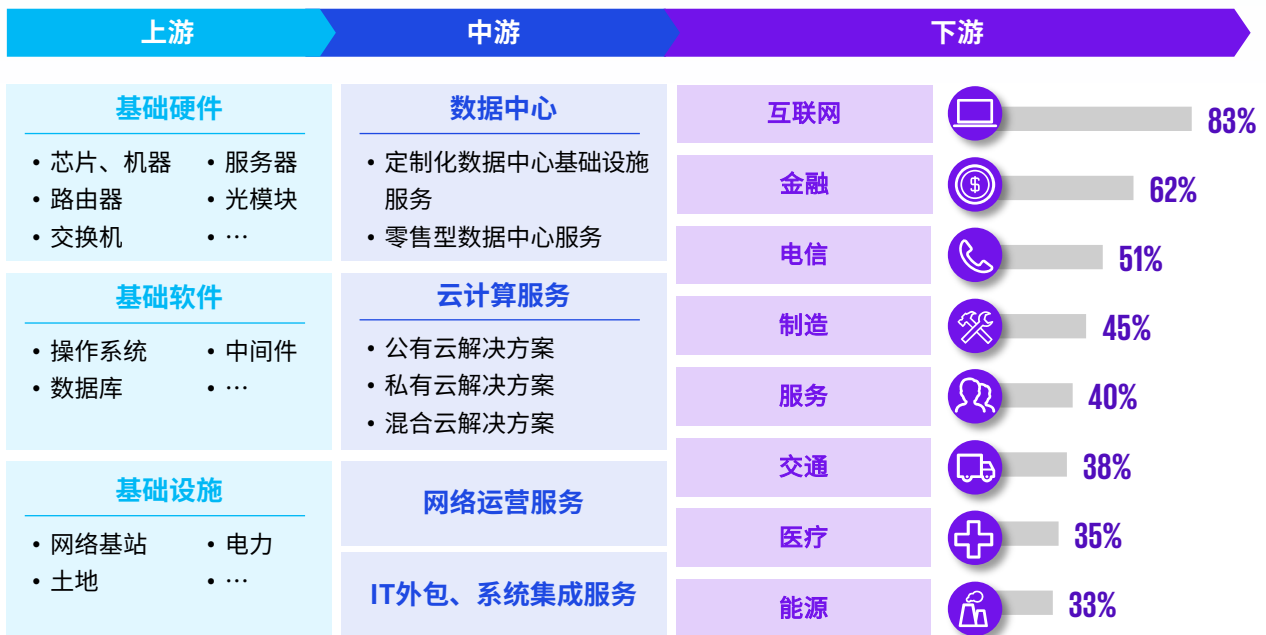 上游
中游
下游
基础硬件
• 芯片、机器
• 服务器
• 路由器
• 光模块
• 交换机
• …
基础软件
• 操作系统
• 中间件
• 数据库
• …
基础设施
• 网络基站
• 电力
• 土地
• …
数据中心
• 定制化数据中心基础设施
服务
• 零售型数据中心服务
云计算服务
• 公有云解决方案
• 私有云解决方案
• 混合云解决方案
网络运营服务
IT外包、系统集成服务
互联网
$
83%
金融
62%
电信
51%
制造
45%
服务
40%
交通
38%
医疗
35%
能源
33%